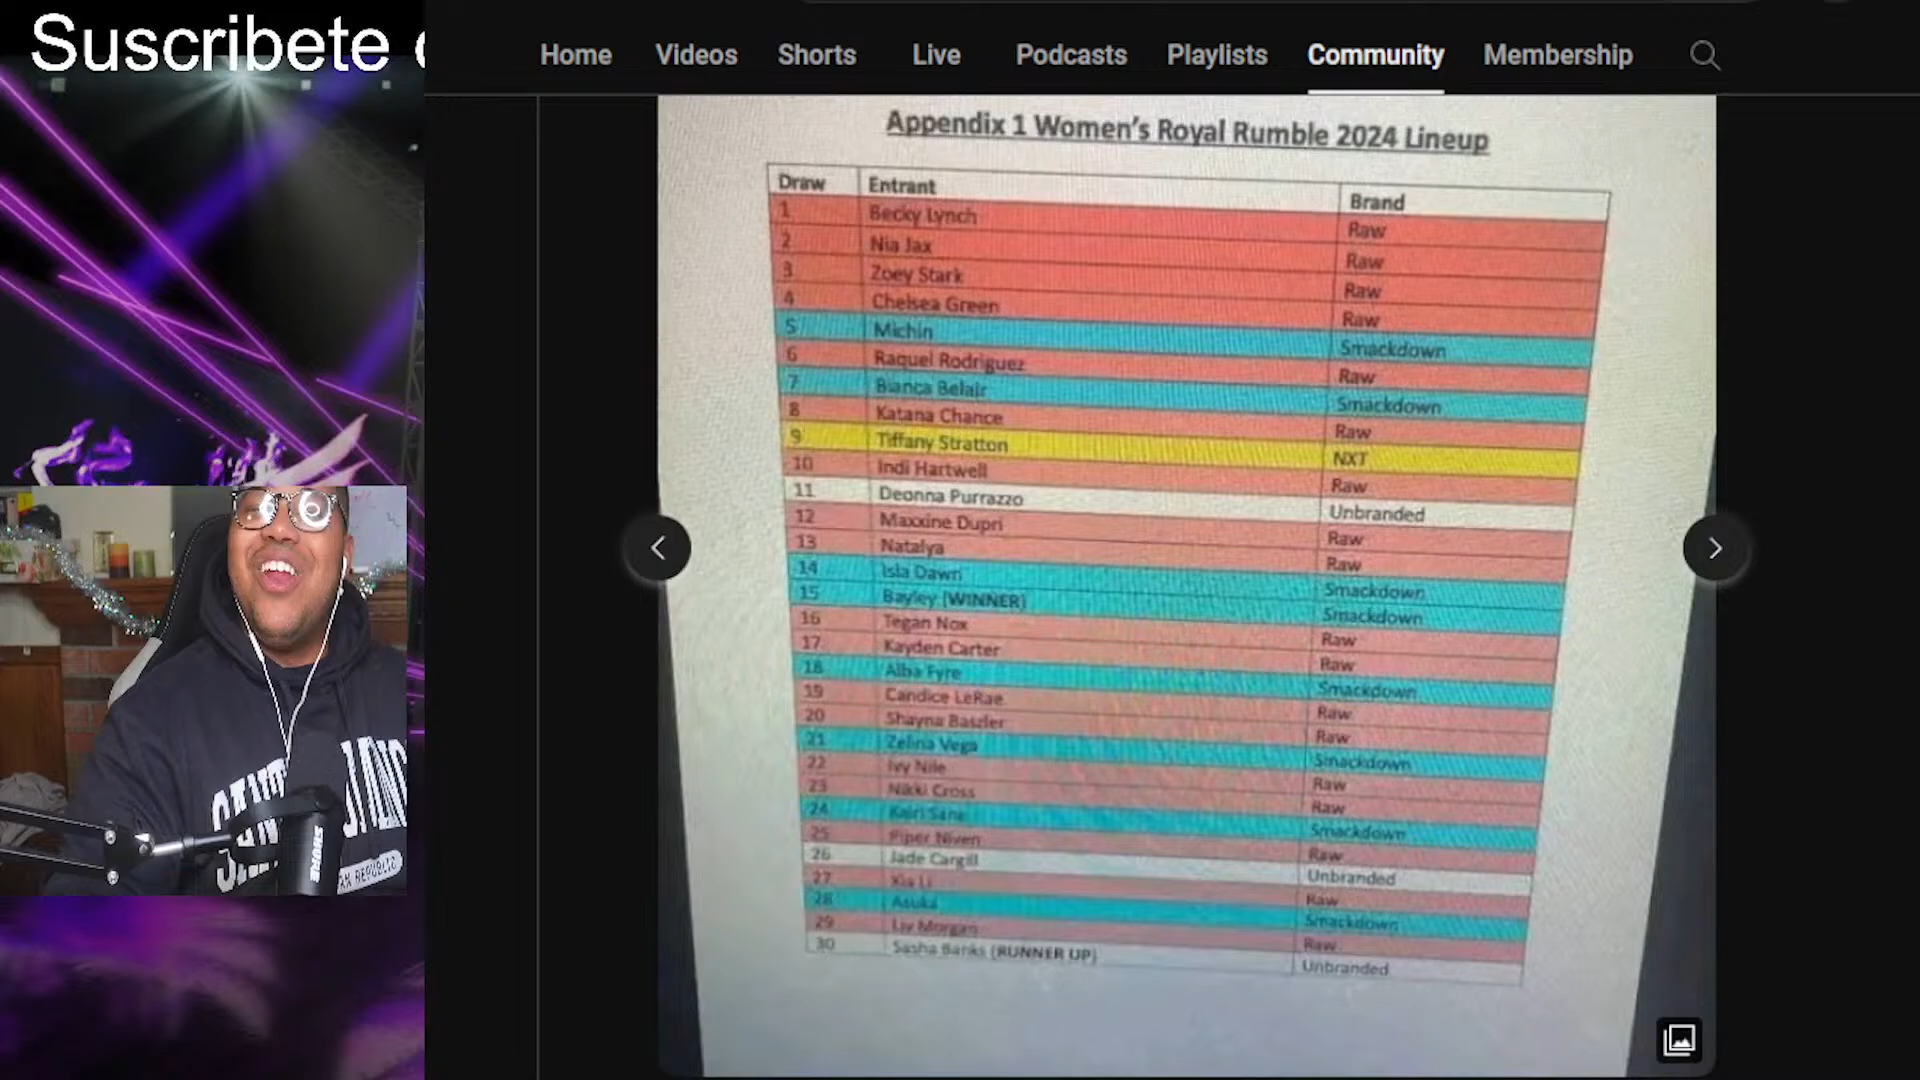 Suscribete
Home Videos Shorts Live Podcasts Playlists Community Membership
Appendix 1 Women's Royal Rumble 2024 Lineup
Draw Entrant Brand
1 Becky Lynch Raw
2 Nia Jax Raw
3 Zoey Stark Raw
4 Chelsea Green Raw
5 Michin Smackdown
6 Raquel Rodriguez Raw
7 Bianca Belair Smackdown
8 Katana Chance Raw
9 Tiffany Stratton NXT
10 Indi Hartwell Raw
11 Deonna Purrazzo Unbranded
12 Maxxine Dupri Raw
13 Natalya Raw
14 Isla Dawn Smackdown
15 Bayley (WINNER) Smackdown
16 Tegan Nox Raw
17 Kayden Carter Raw
18 Alba Fyre Smackdown
19 Candice LeRae Raw
20 Shayna Baszler Raw
21 Zelina Vega Smackdown
22 Ivy Nile Raw
23 Nikki Cross Raw
24 Kairi Sane Smackdown
25 Piper Niven Raw
26 Jade Cargill Unbranded
27 Xia Li Raw
28 Asuka Smackdown
29 Liv Morgan Raw
30 Sasha Banks (RUNNER UP) Unbranded
SHURE